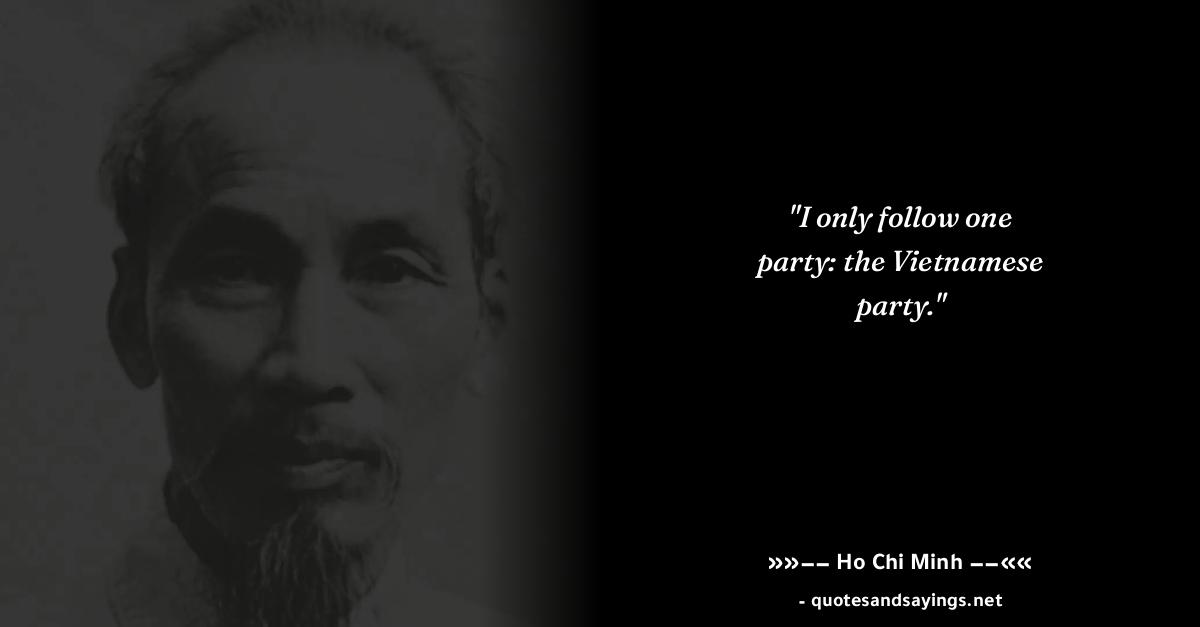 "I only follow one
party: the Vietnamese
party."
»»−− Ho Chi Minh −−««
- quotesandsayings.net